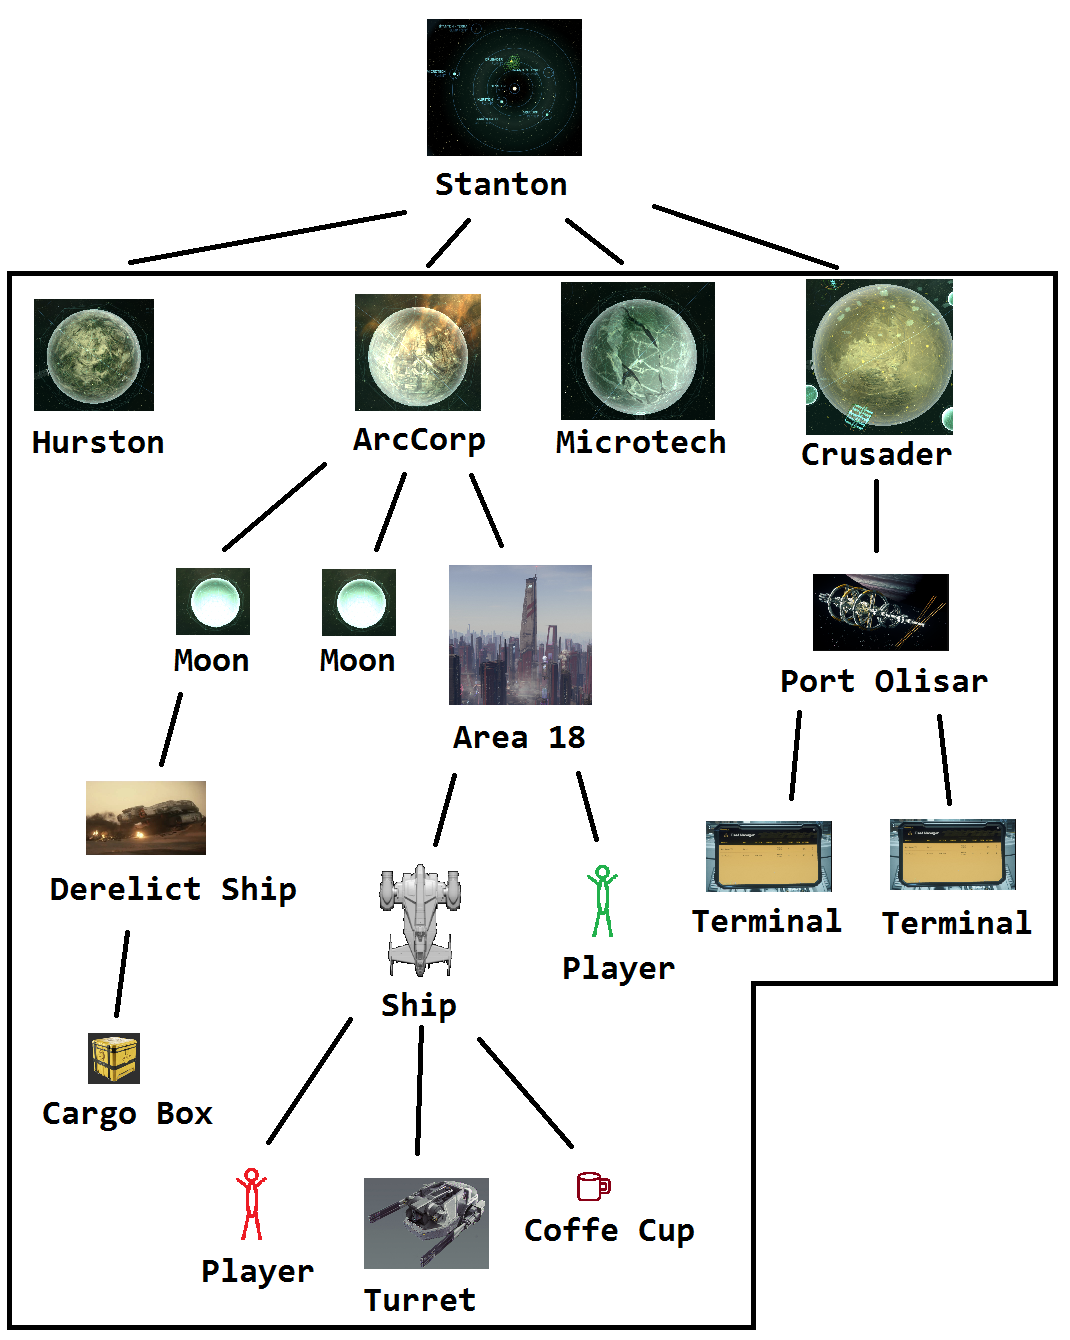 Stanton
Hurston
ArcCorp
Microtech
Crusader
Moon
Moon
Area 18
Port Olisar
Derelict Ship
Ship
Player
Terminal
Terminal
Cargo Box
Player
Turret
Coffe Cup